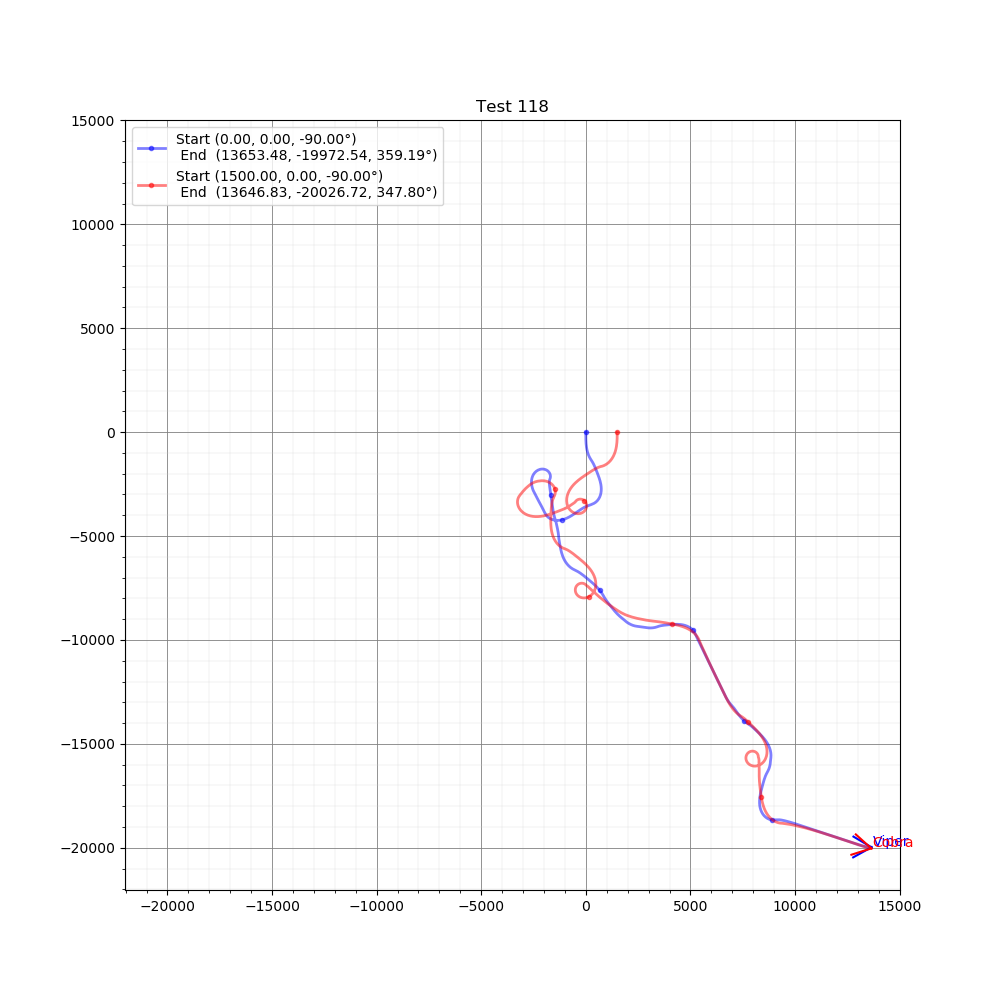 Test 118
Start (0.00, 0.00, -90.00°)
End  (13653.48, -19972.54, 359.19°)
Start (1500.00, 0.00, -90.00°)
End  (13646.83, -20026.72, 347.80°)
15000
10000
5000
0
−5000
−10000
−15000
−20000
Viper
Cobra
−20000 −15000 −10000 −5000 0 5000 10000 15000